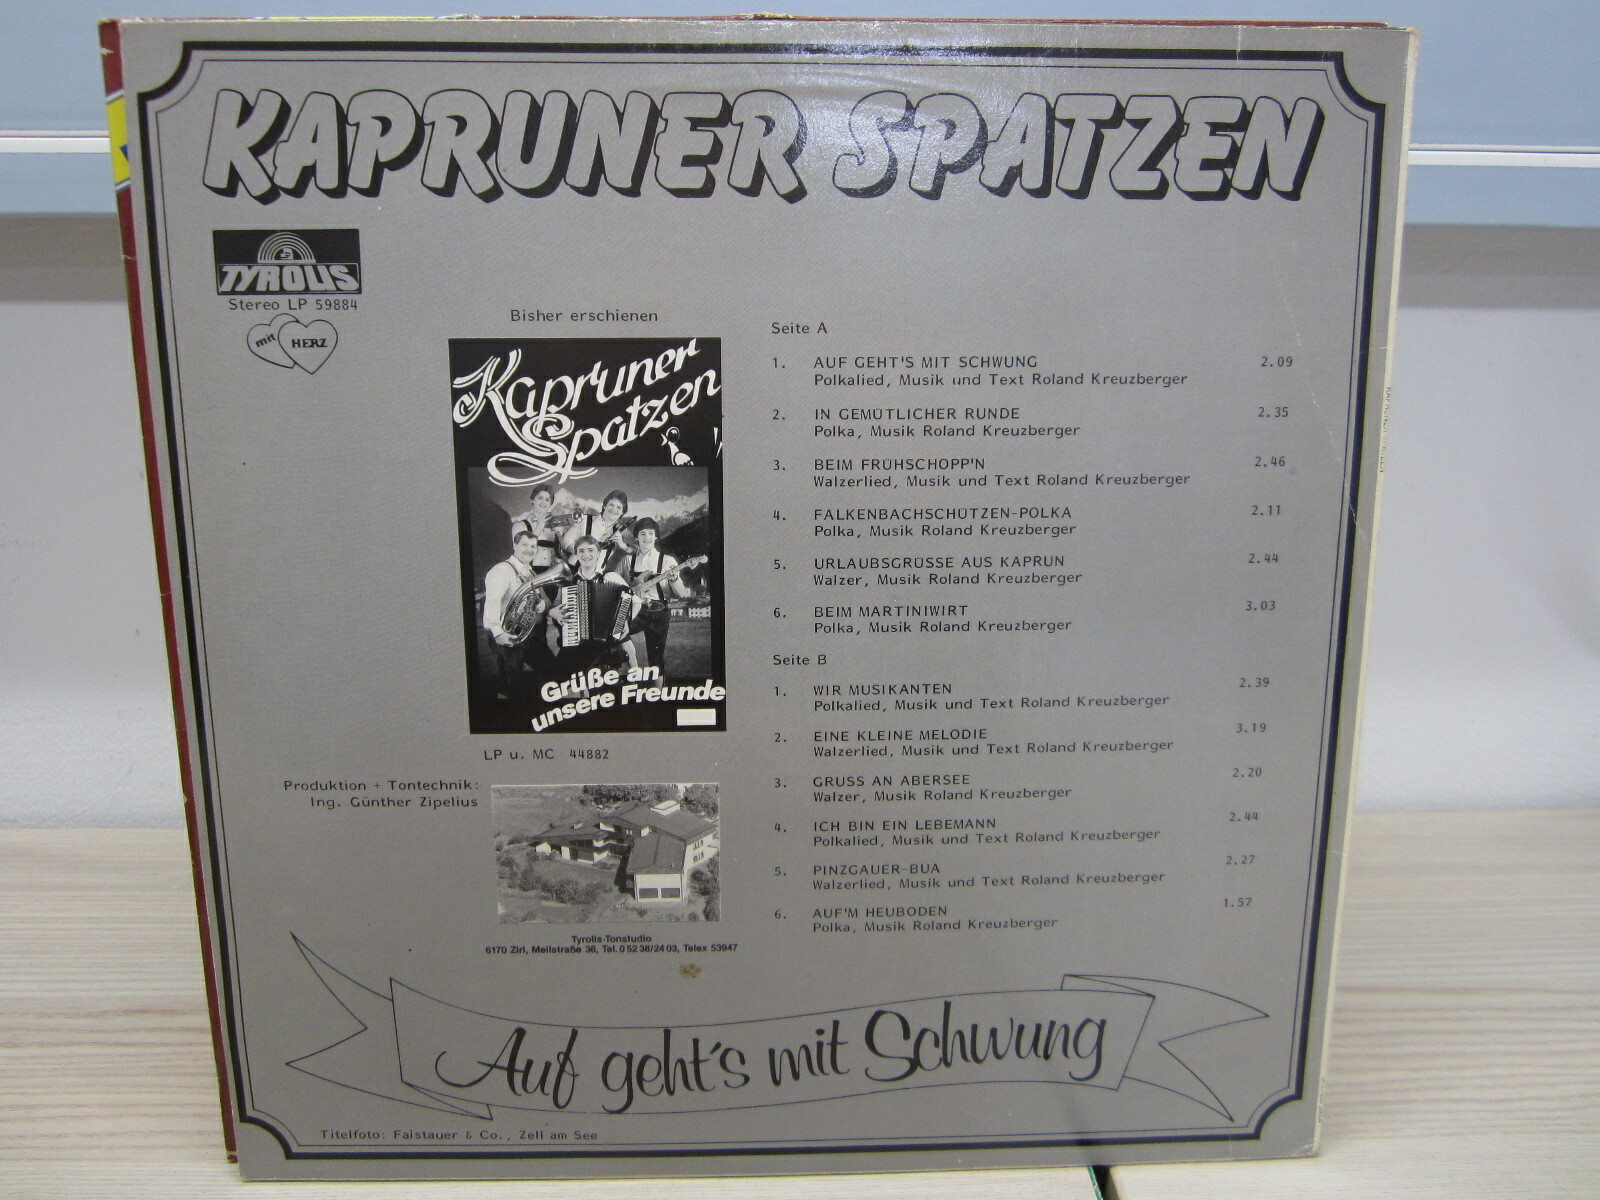 KAPRUNER SPATZEN
TYROLIS
Stereo LP 59884
mit HERZ
Bisher erschienen
Kapruner
Spatzen
Grüße an
unsere Freunde
LP u. MC 44882
Produktion + Tontechnik:
Ing. Günther Zipelius
Tyrolis-Tonstudio
6170 Zirl, Meilstraße 36, Tel. 0 52 38/24 03, Telex 53947
Seite A
1. AUF GEHT'S MIT SCHWUNG 2.09
Polkalied, Musik und Text Roland Kreuzberger
2. IN GEMÜTLICHER RUNDE 2.35
Polka, Musik Roland Kreuzberger
3. BEIM FRÜHSCHOPP'N 2.46
Walzerlied, Musik und Text Roland Kreuzberger
4. FALKENBACHSCHÜTZEN-POLKA 2.11
Polka, Musik Roland Kreuzberger
5. URLAUBSGRÜSSE AUS KAPRUN 2.44
Walzer, Musik Roland Kreuzberger
6. BEIM MARTINIWIRT 3.03
Polka, Musik Roland Kreuzberger
Seite B
1. WIR MUSIKANTEN 2.39
Polkalied, Musik und Text Roland Kreuzberger
2. EINE KLEINE MELODIE 3.19
Walzerlied, Musik und Text Roland Kreuzberger
3. GRUSS AN ABERSEE 2.20
Walzer, Musik Roland Kreuzberger
4. ICH BIN EIN LEBEMANN 2.44
Polkalied, Musik und Text Roland Kreuzberger
5. PINZGAUER-BUA 2.27
Walzerlied, Musik und Text Roland Kreuzberger
6. AUF'M HEUBODEN 1.57
Polka, Musik Roland Kreuzberger
Auf geht's mit Schwung
Titelfoto: Faistauer & Co., Zell am See